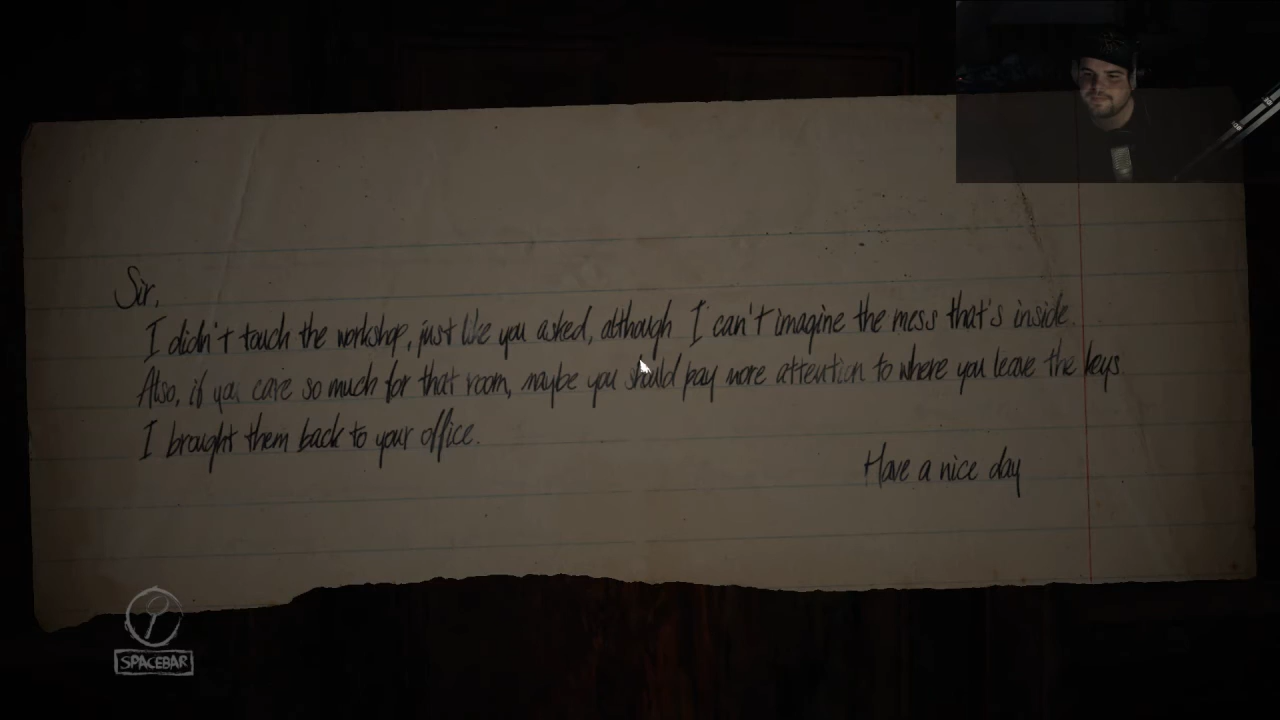 Sir,
I didn't touch the workshop, just like you asked, although I can't imagine the mess that's inside.
Also, if you care so much for that room, maybe you should pay more attention to where you leave the keys.
I brought them back to your office.
Have a nice day
SPACEBAR